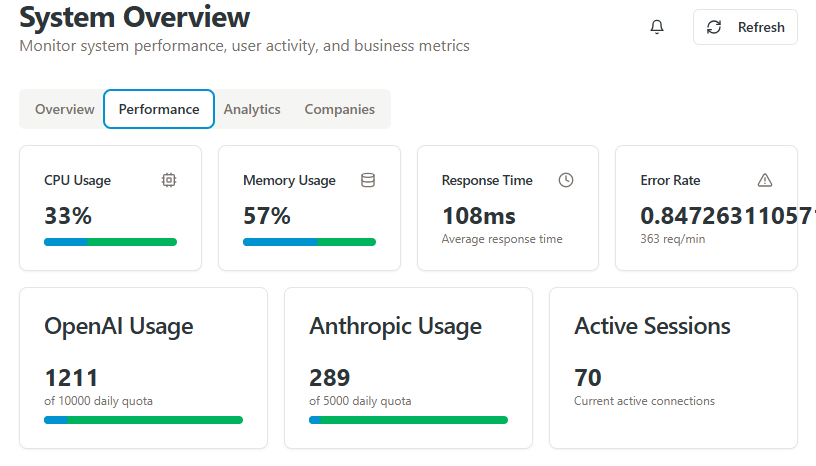 System Overview
Monitor system performance, user activity, and business metrics
Refresh
Overview
Performance
Analytics
Companies
CPU Usage
Memory Usage
Response Time
Error Rate
33%
57%
108ms
0.8472631105
Average response time
363 req/min
OpenAI Usage
Anthropic Usage
Active Sessions
1211
289
70
of 10000 daily quota
of 5000 daily quota
Current active connections